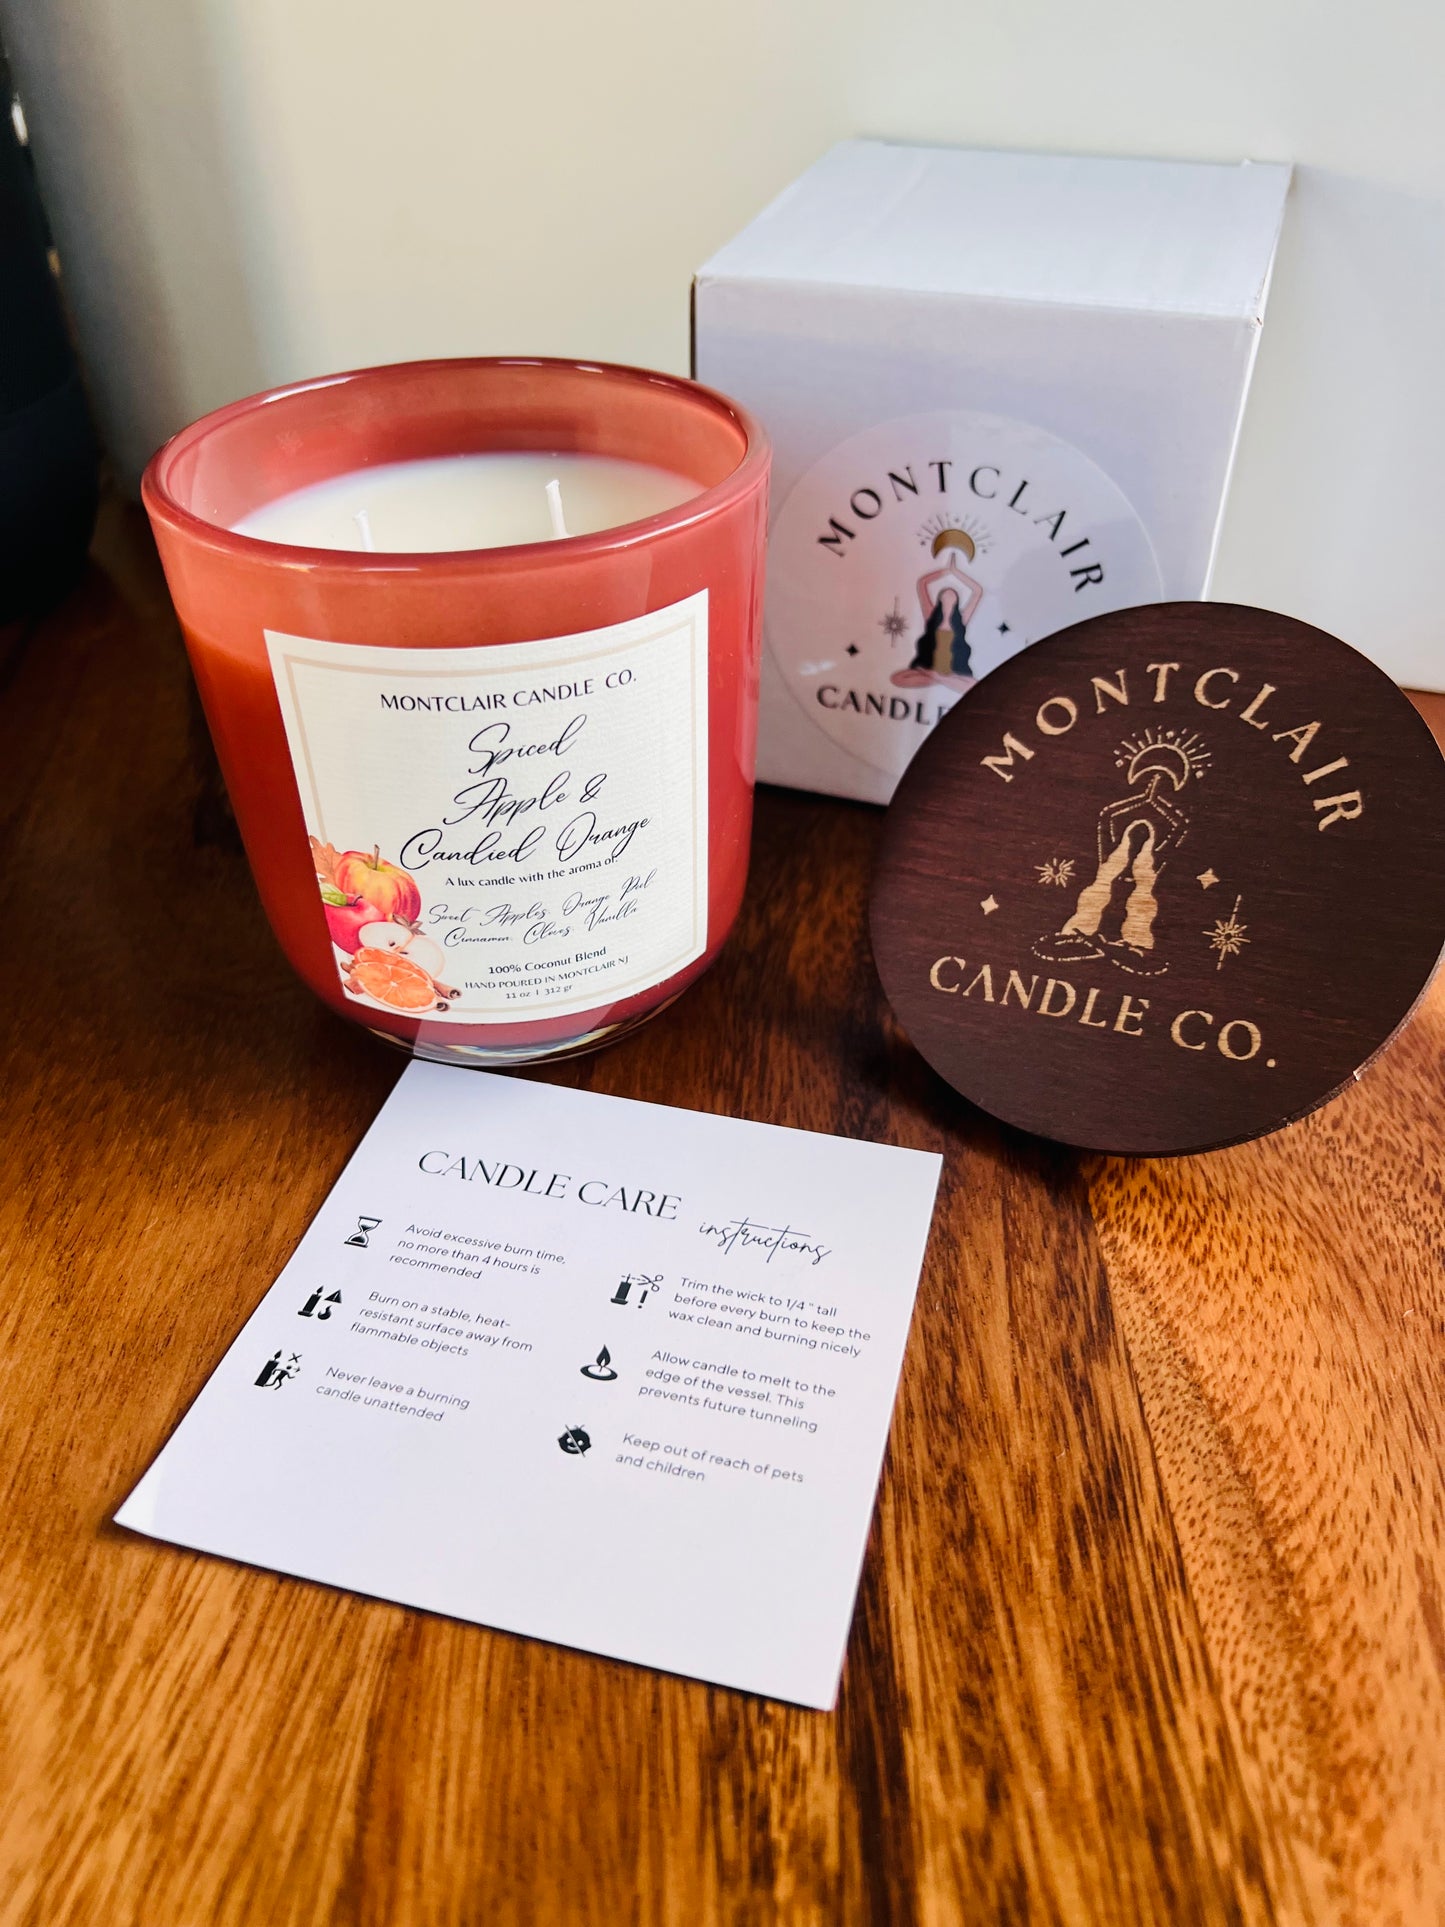 MONTCLAIR
CANDLE
MONTCLAIR
CANDLE CO.
MONTCLAIR CANDLE CO.
Spiced
Apple &
Candied Orange
A lux candle with the aroma of:
Sweet Apples, Orange Peel
Cinnamon, Cloves, Vanilla
100% Coconut Blend
HAND POURED IN MONTCLAIR NJ
11 oz | 312 gr
CANDLE CARE
instructions
Avoid excessive burn time,
no more than 4 hours is
recommended
Burn on a stable, heat-
resistant surface away from
flammable objects
Never leave a burning
candle unattended
Trim the wick to 1/4 " tall
before every burn to keep the
wax clean and burning nicely
Allow candle to melt to the
edge of the vessel. This
prevents future tunneling
Keep out of reach of pets
and children